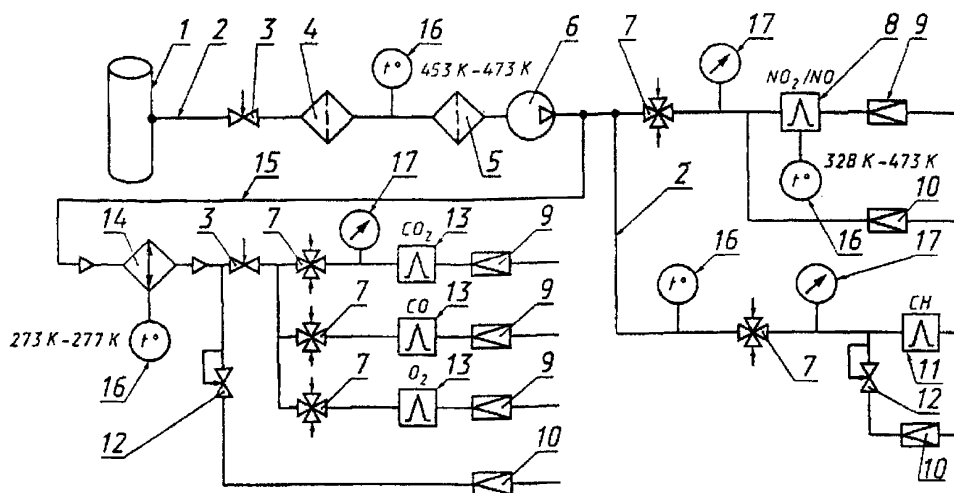 1 2 3 4 16 6 7 17 8 9
t° 453 K–473 K NO₂/NO
5
t° 328 K–473 K
15 17 2 10
14 3 7 CO₂ 13 9 16 16 17
t°
7 CO 13 9 CH
273 K–277 K t°
16 7 O₂ 13 9 7 11
12 12
10 10